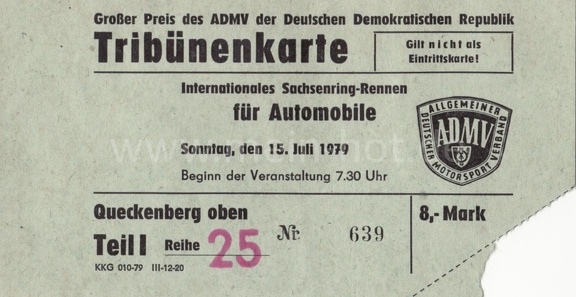 Großer Preis des ADMV der Deutschen Demokratischen Republik
Tribünenkarte
Gilt nicht als
Eintrittskarte!
Internationales Sachsenring-Rennen
für Automobile
Sonntag, den 15. Juli 1979
Beginn der Veranstaltung 7.30 Uhr
ALLGEMEINER
DEUTSCHER
ADMV
MOTORSPORT
VERBAND
Queckenberg oben
8,- Mark
Teil I Reihe 25 Nr. 639
KKG 010-79 III-12-20